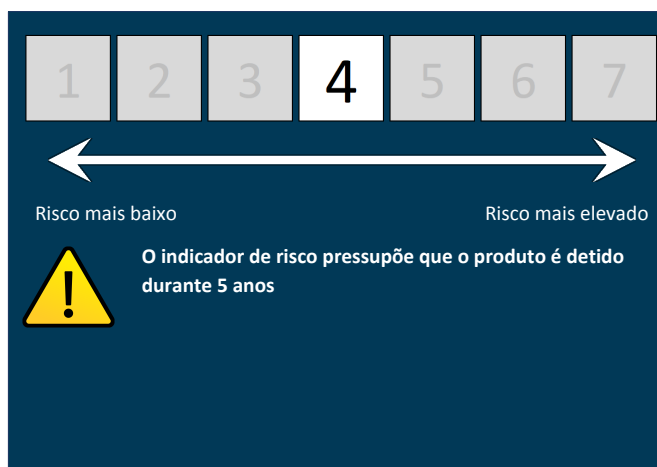 1 2 3 4 5 6 7
Risco mais baixo Risco mais elevado
!
O indicador de risco pressupõe que o produto é detido
durante 5 anos